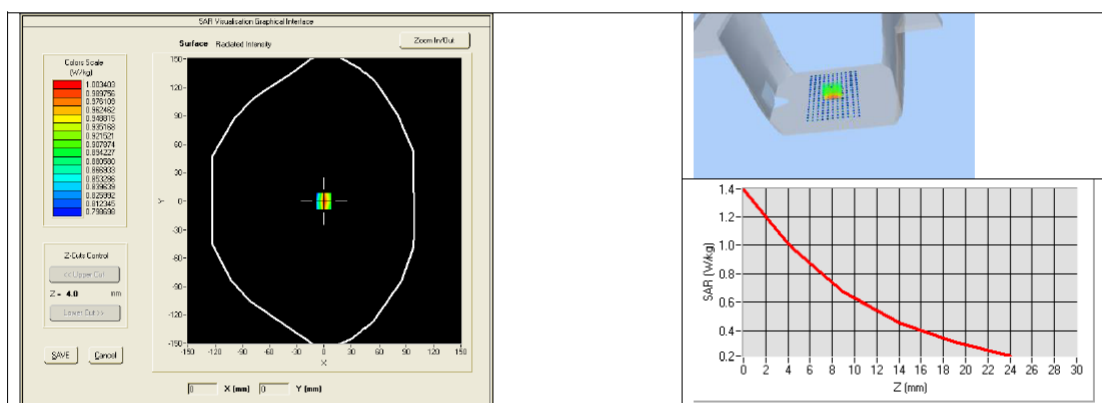 SAR Visualisation Graphical Interface
Surface Radiated Intensity
Zoom In/Out
Colors Scale
(W/kg)
1.003403
0.989756
0.976109
0.962462
0.948815
0.935168
0.921521
0.907874
0.894227
0.880580
0.866933
0.853286
0.839639
0.825992
0.812345
0.798698
Z-Cuts Control
<< Upper Cut
Z = 4.0 mm
Lower Cut >>
SAVE Cancel
150
120
90
60
30
0
-30
-60
-90
-120
-150
Y
-150 -120 -90 -60 -30 0 30 60 90 120 150
X
0 X (mm) 0 Y (mm)
1.4
1.2
1.0
0.8
0.6
0.4
0.2
SAR (W/kg)
0 2 4 6 8 10 12 14 16 18 20 22 24 26 28 30
Z (mm)